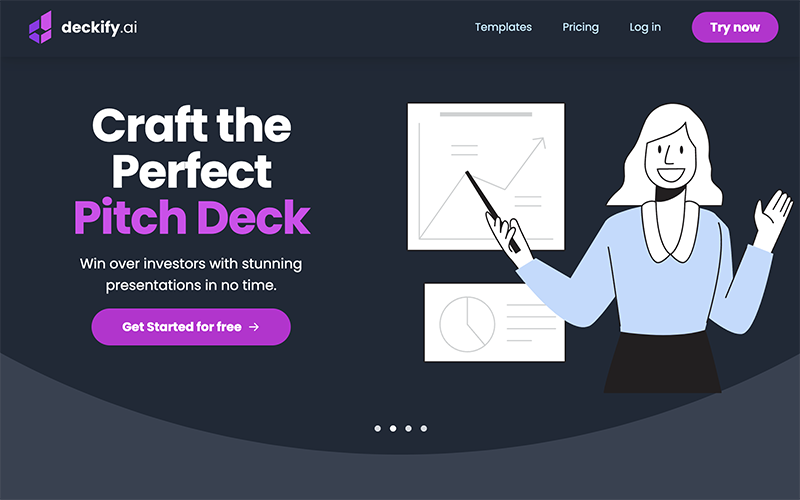 deckify.ai
Templates
Pricing
Log in
Try now
Craft the
Perfect
Pitch Deck
Win over investors with stunning
presentations in no time.
Get Started for free →